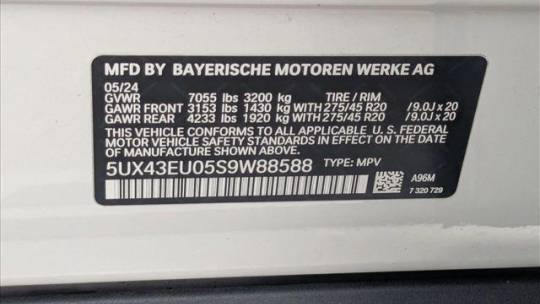 MFD BY BAYERISCHE MOTOREN WERKE AG
05/24
GVWR 7055 lbs 3200 kg TIRE / RIM
GAWR FRONT 3153 lbs 1430 kg WITH 275/45 R20 /9.0J x 20
GAWR REAR 4233 lbs 1920 kg WITH 275/45 R20 /9.0J x 20
THIS VEHICLE CONFORMS TO ALL APPLICABLE U. S. FEDERAL
MOTOR VEHICLE SAFETY STANDARDS IN EFFECT ON THE
DATE OF MANUFACTURE SHOWN ABOVE.
5UX43EU05S9W88588 TYPE: MPV
A96M
7 320 729